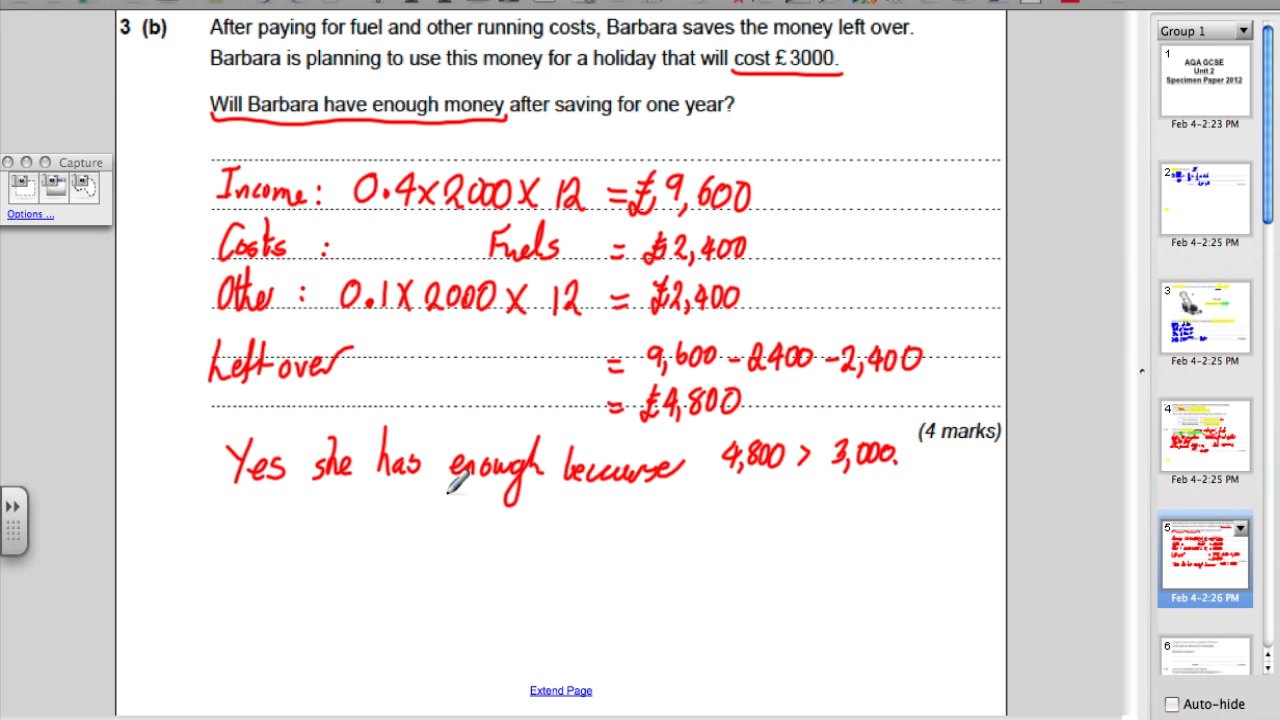 3 (b) After paying for fuel and other running costs, Barbara saves the money left over.
Barbara is planning to use this money for a holiday that will cost £3000.
Will Barbara have enough money after saving for one year?
Income: 0.4×2000×12 =£9,600
Costs : Fuels = £2,400
Other : 0.1×2000×12 = £2,400
Left over = 9,600 - 2400 - 2,400
= £4,800
(4 marks)
Yes she has enough because 4,800 > 3,000.
Extend Page
Capture
Options ...
Group 1
1
AQA GCSE
Unit 2
Specimen Paper 2012
Feb 4-2:23 PM
2
Feb 4-2:25 PM
3
Feb 4-2:25 PM
4
Feb 4-2:25 PM
5
Feb 4-2:26 PM
6
Auto-hide